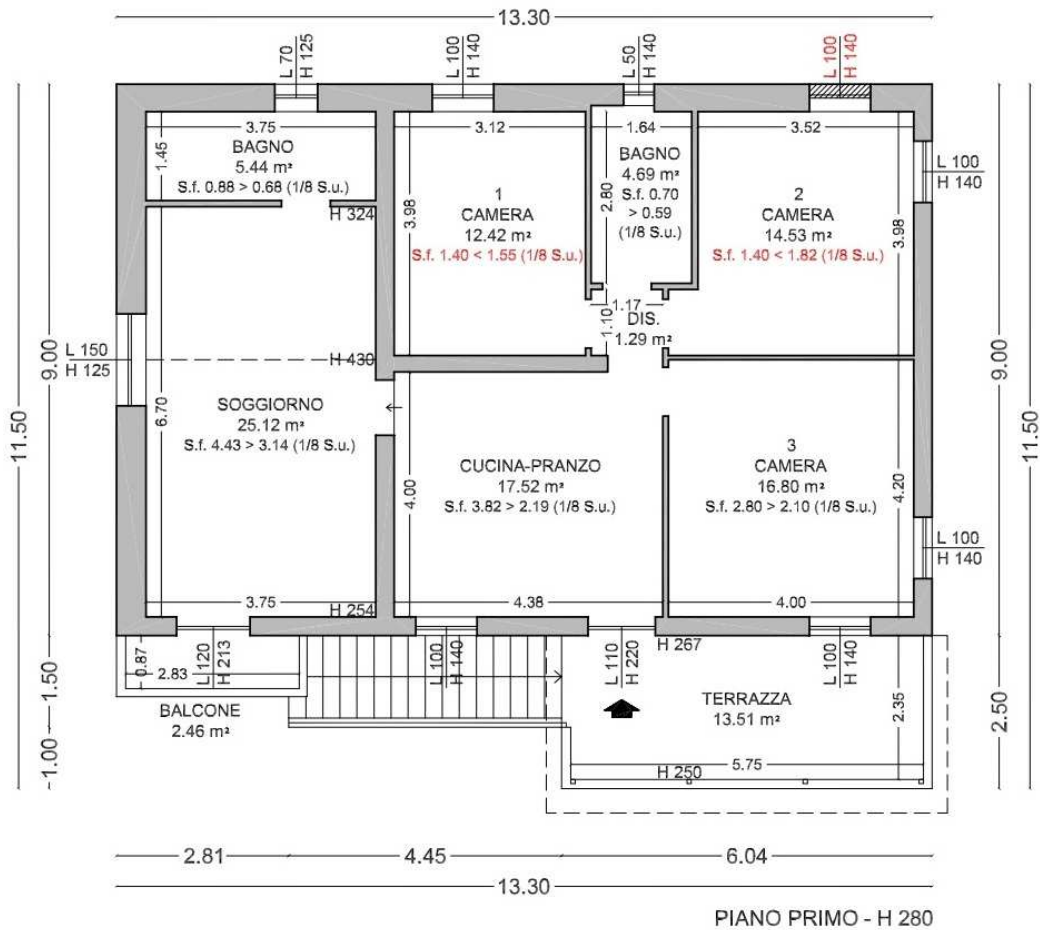 13.30
L 70
H 125
L 100
H 140
L 50
H 140
L 100
H 140
3.75
BAGNO
5.44 m²
S.f. 0.88 > 0.68 (1/8 S.u.)
1.45
H 324
3.12
1
CAMERA
12.42 m²
S.f. 1.40 < 1.55 (1/8 S.u.)
3.98
1.64
BAGNO
4.69 m²
S.f. 0.70
> 0.59
(1/8 S.u.)
2.80
3.52
2
CAMERA
14.53 m²
S.f. 1.40 < 1.82 (1/8 S.u.)
3.98
L 100
H 140
1.17
DIS.
1.29 m²
1.10
L 150
H 125
H 430
SOGGIORNO
25.12 m²
S.f. 4.43 > 3.14 (1/8 S.u.)
6.70
3.75
H 254
CUCINA-PRANZO
17.52 m²
S.f. 3.82 > 2.19 (1/8 S.u.)
4.00
4.38
3
CAMERA
16.80 m²
S.f. 2.80 > 2.10 (1/8 S.u.)
4.20
4.00
L 100
H 140
11.50
9.00
1.50
1.00
9.00
2.50
11.50
0.87
2.83
L 120
H 213
L 100
H 140
L 110
H 220
H 267
L 100
H 140
BALCONE
2.46 m²
TERRAZZA
13.51 m²
2.35
5.75
H 250
2.81
4.45
6.04
13.30
PIANO PRIMO - H 280